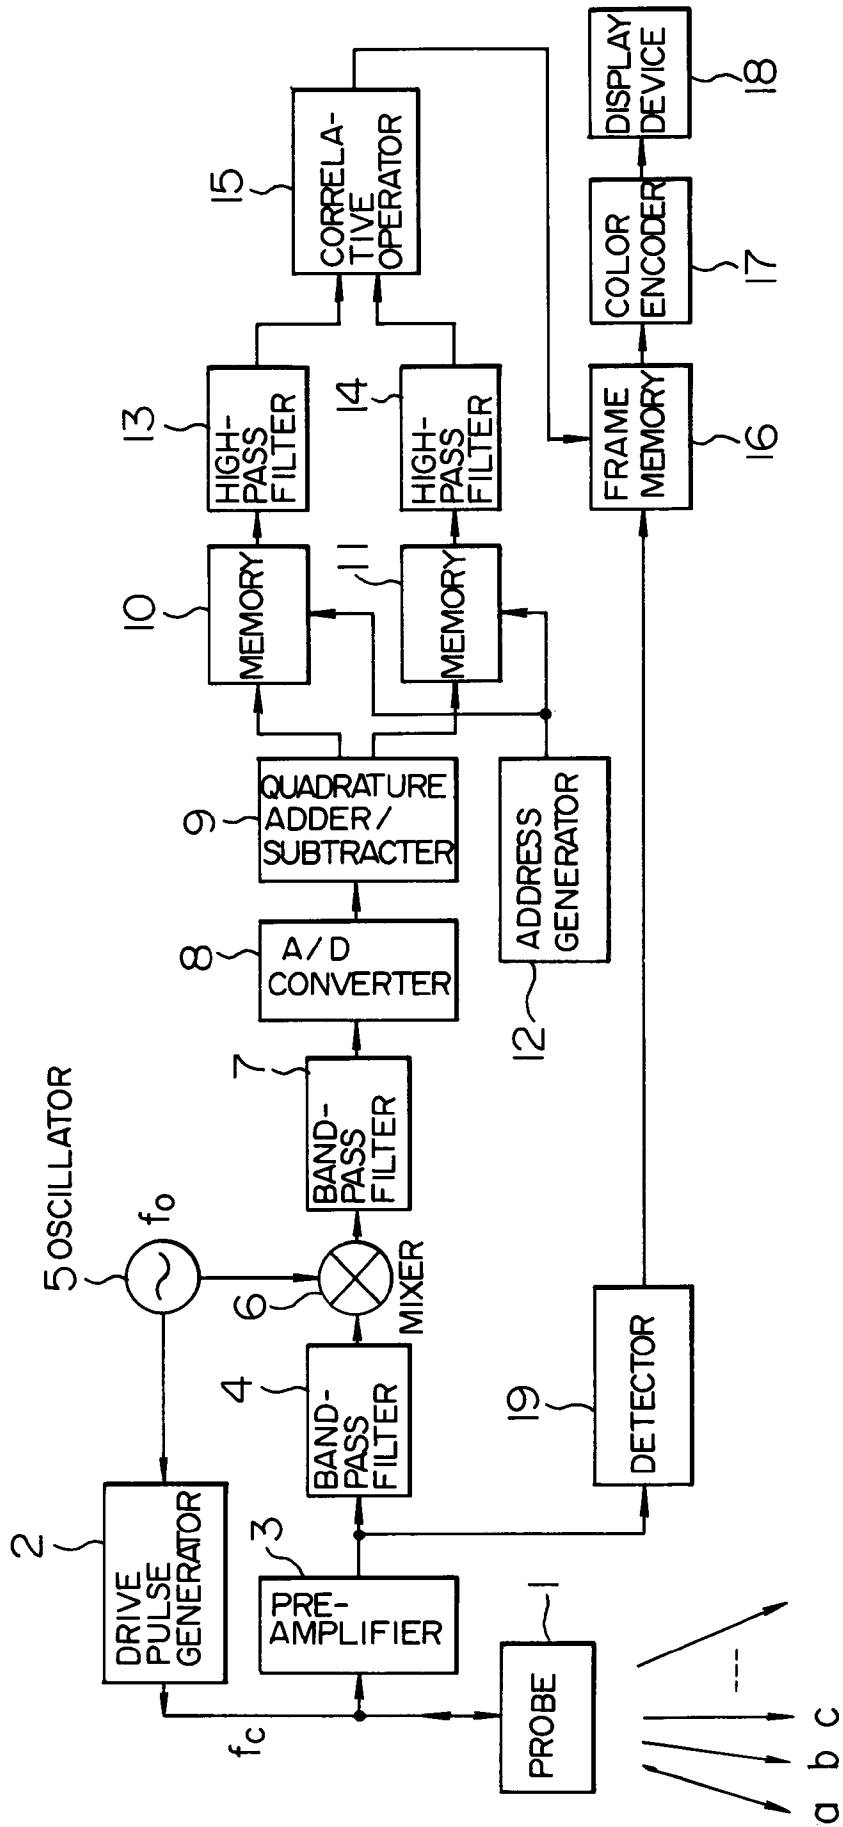 5 OSCILLATOR
fo
2
DRIVE
PULSE
GENERATOR
fc
3
PRE-
AMPLIFIER
4
BAND-
PASS
FILTER
6
MIXER
7
BAND-
PASS
FILTER
8
A/D
CONVERTER
9
QUADRATURE
ADDER/
SUBTRACTER
10
MEMORY
11
MEMORY
12
ADDRESS
GENERATOR
13
HIGH-
PASS
FILTER
14
HIGH-
PASS
FILTER
15
CORRELA-
TIVE
OPERATOR
1
PROBE
a b c
19
DETECTOR
FRAME
MEMORY
16
COLOR
ENCODER
17
DISPLAY
DEVICE
18